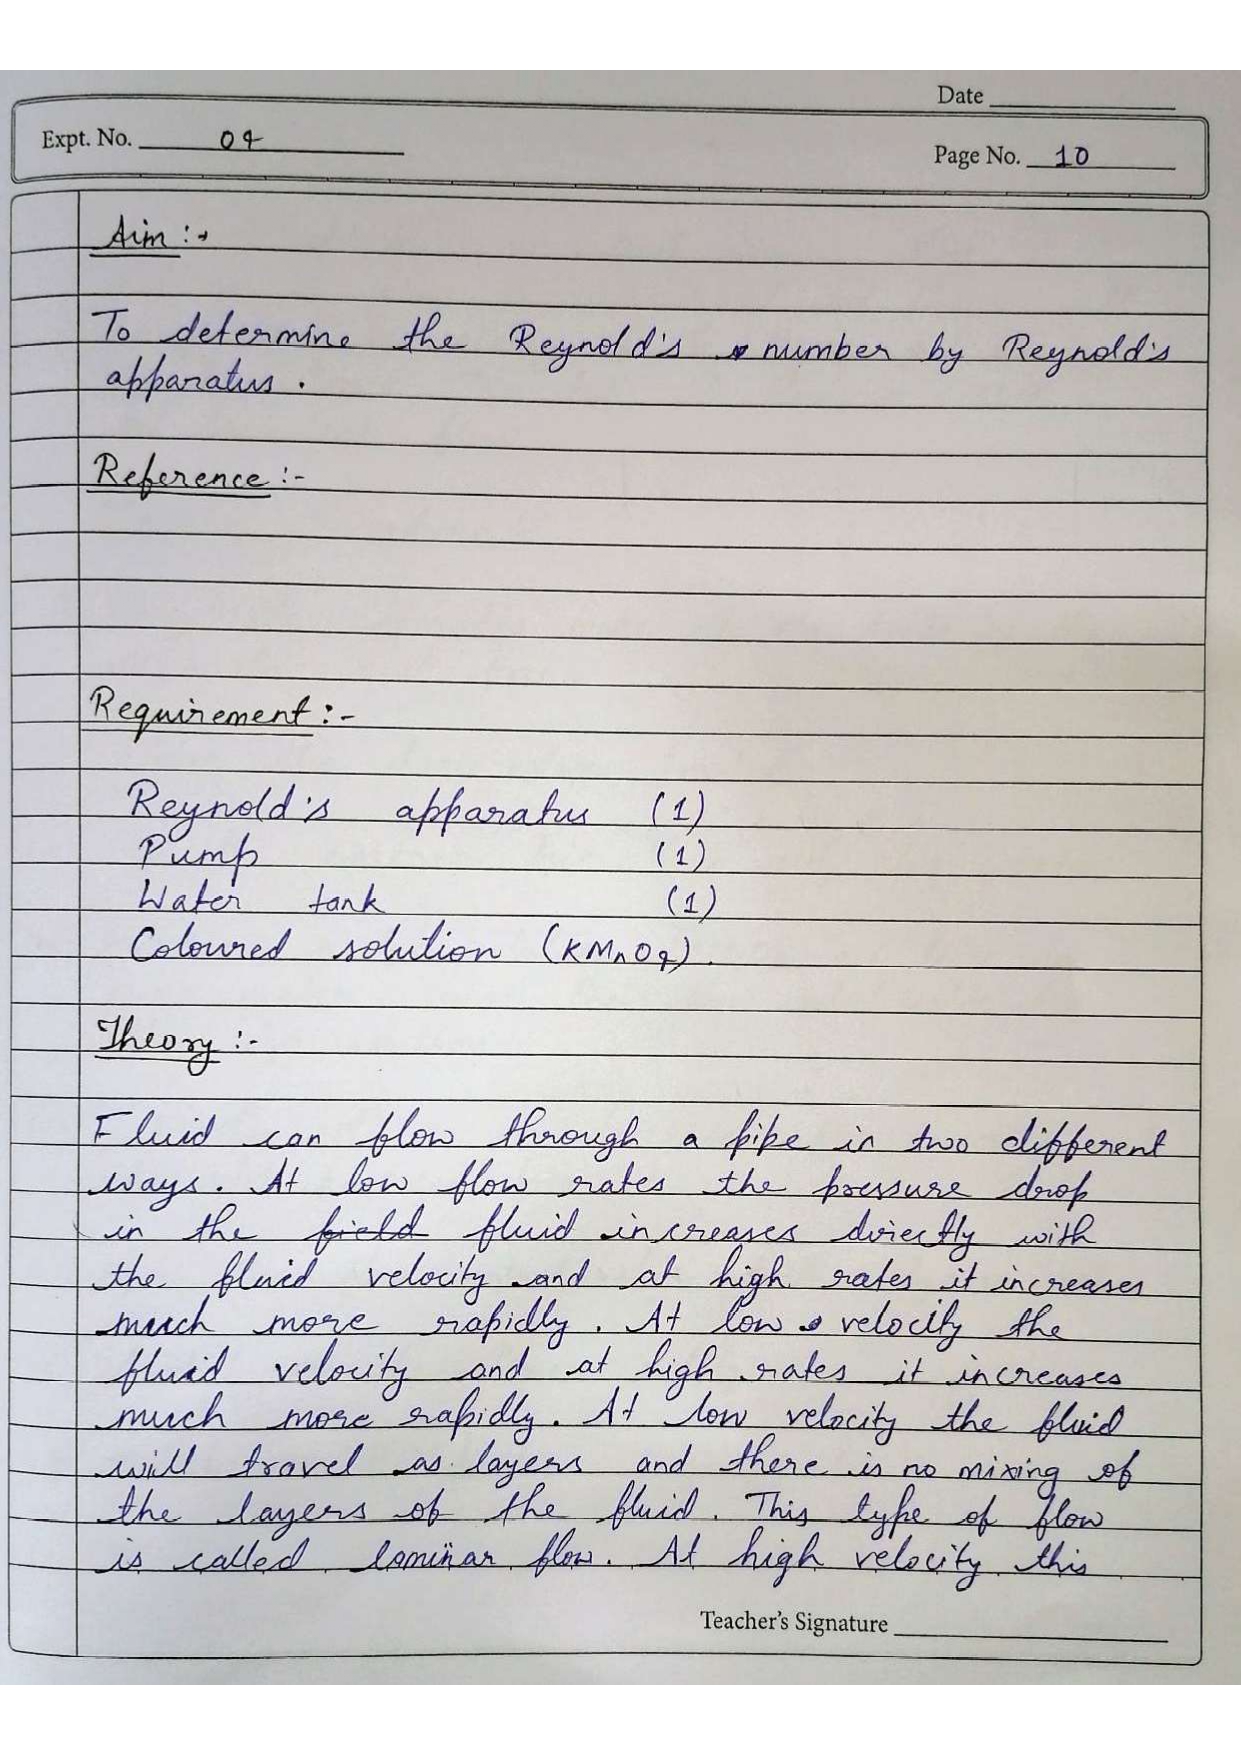 Date
Expt. No. 04
Page No. 10
Aim :→
To determine the Reynold's number by Reynold's
apparatus.
Reference :-
Requirement :-
Reynold's apparatus (1)
Pump (1)
Water tank (1)
Coloured solution (KMnO4).
Theory :-
Fluid can flow through a pipe in two different
ways. At low flow rates the pressure drop
in the field fluid increases directly with
the fluid velocity and at high rates it increases
much more rapidly. At low velocity the
fluid velocity and at high rates it increases
much more rapidly. At low velocity the fluid
will travel as layers and there is no mixing of
the layers of the fluid. This type of flow
is called laminar flow. At high velocity this
Teacher's Signature